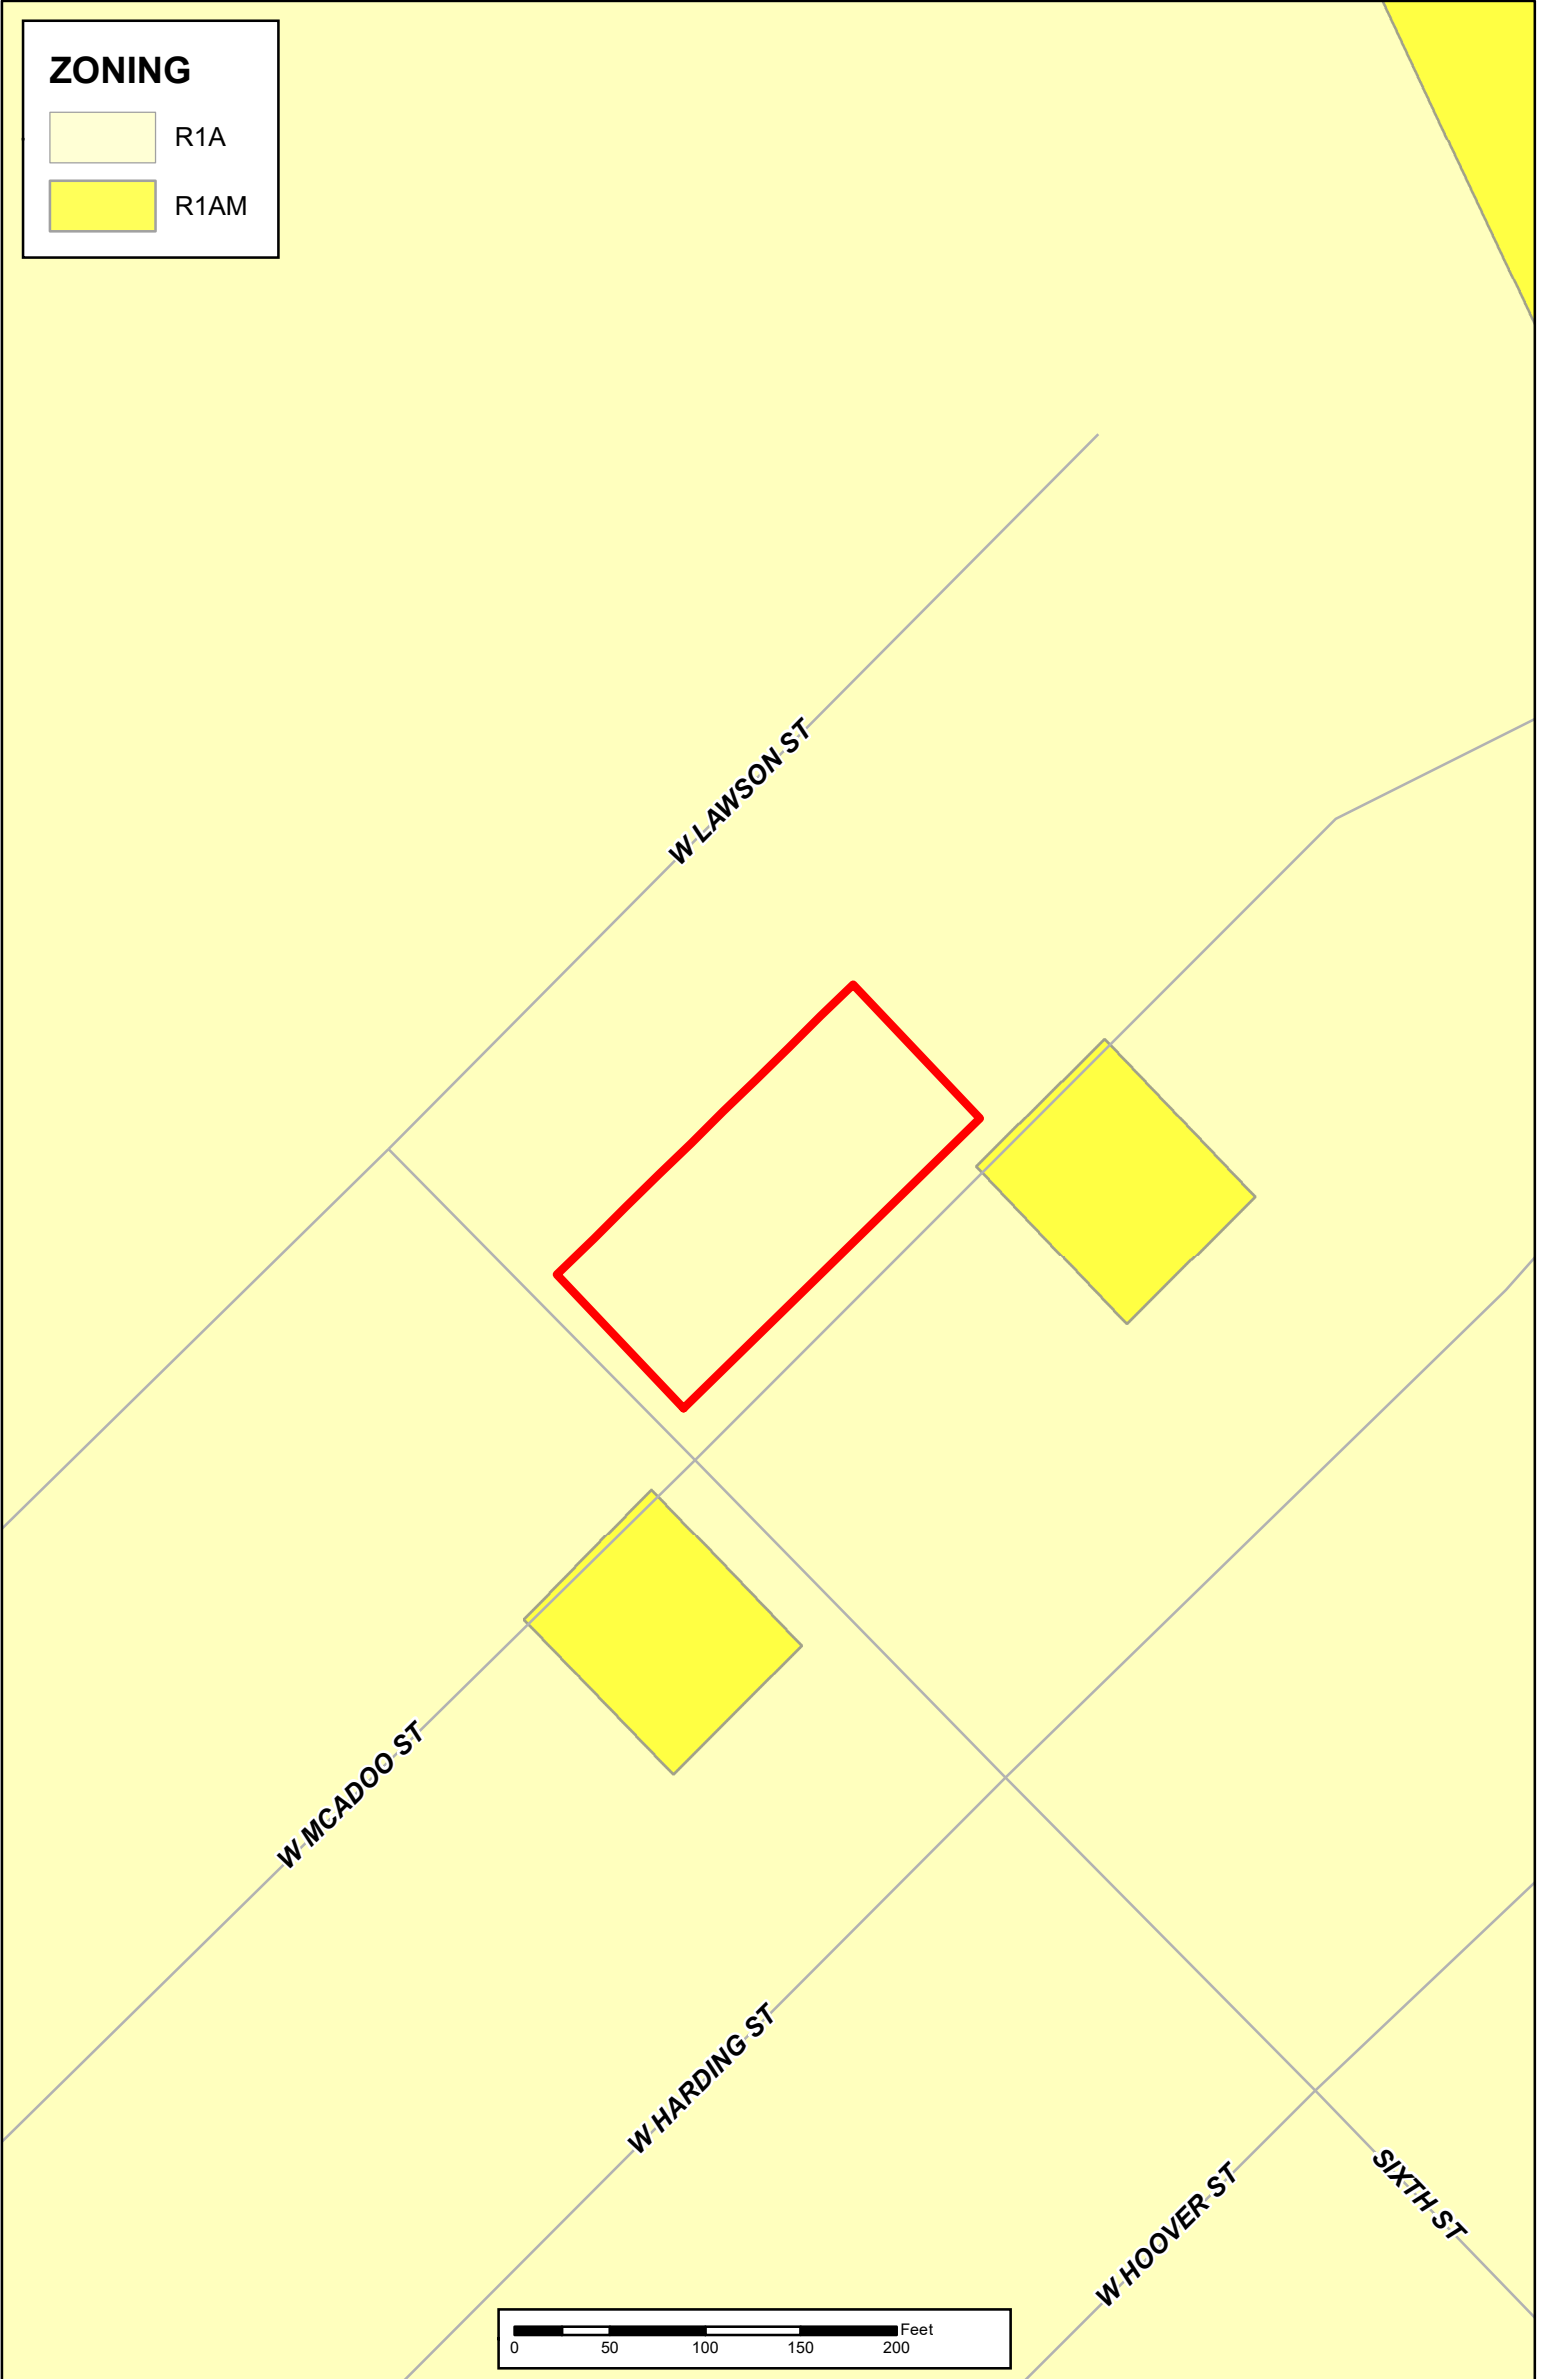 ZONING
R1A
R1AM
W LAWSON ST
W MCADOO ST
W HARDING ST
W HOOVER ST
SIXTH ST
Feet
0 50 100 150 200